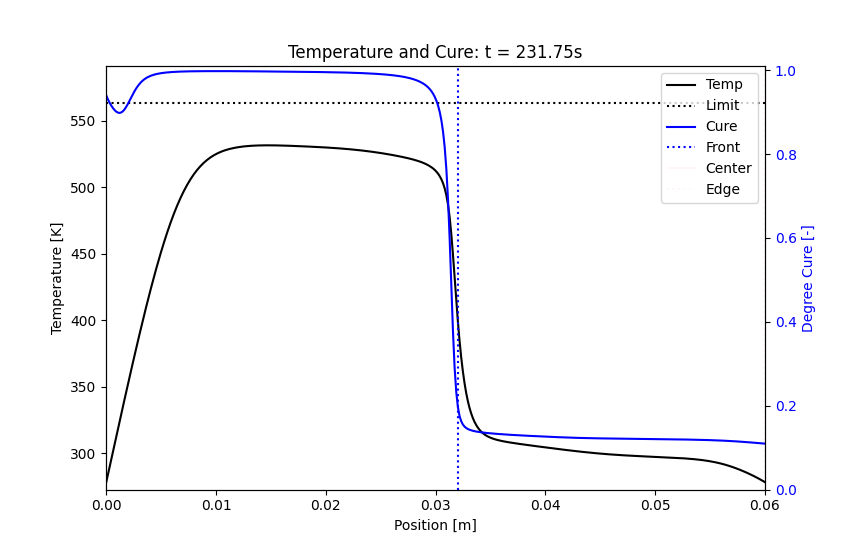 Temperature and Cure: t = 231.75s
Temp
Limit
Cure
Front
Center
Edge
550
500
450
400
350
300
Temperature [K]
1.0
0.8
0.6
0.4
0.2
0.0
Degree Cure [-]
0.00 0.01 0.02 0.03 0.04 0.05 0.06
Position [m]